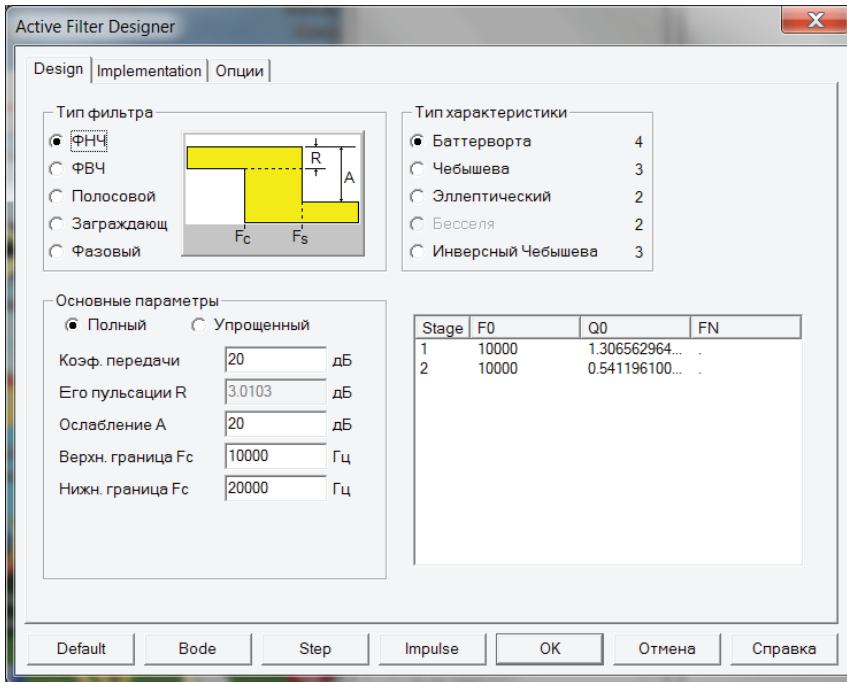 Active Filter Designer
Design Implementation Опции
Тип фильтра
ФНЧ
ФВЧ
Полосовой
Заграждающ
Фазовый
R
A
Fc Fs
Тип характеристики
Баттерворта 4
Чебышева 3
Эллептический 2
Бесселя 2
Инверсный Чебышева 3
Основные параметры
Полный Упрощенный
Коэф. передачи 20 дБ
Его пульсации R 3.0103 дБ
Ослабление A 20 дБ
Верхн. граница Fc 10000 Гц
Нижн. граница Fc 20000 Гц
Stage F0 Q0 FN
1 10000 1.306562964... .
2 10000 0.541196100... .
Default Bode Step Impulse OK Отмена Справка